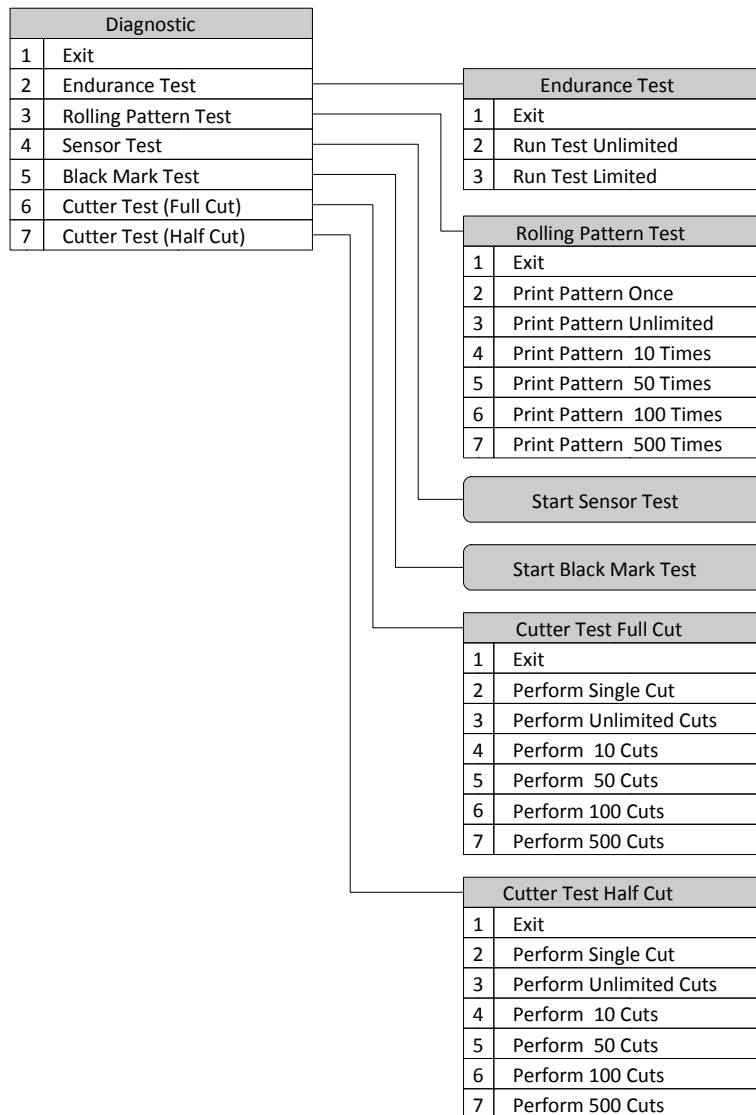 Diagnostic
1 Exit
2 Endurance Test
3 Rolling Pattern Test
4 Sensor Test
5 Black Mark Test
6 Cutter Test (Full Cut)
7 Cutter Test (Half Cut)
Endurance Test
1 Exit
2 Run Test Unlimited
3 Run Test Limited
Rolling Pattern Test
1 Exit
2 Print Pattern Once
3 Print Pattern Unlimited
4 Print Pattern  10 Times
5 Print Pattern  50 Times
6 Print Pattern  100 Times
7 Print Pattern  500 Times
Start Sensor Test
Start Black Mark Test
Cutter Test Full Cut
1 Exit
2 Perform Single Cut
3 Perform Unlimited Cuts
4 Perform  10 Cuts
5 Perform  50 Cuts
6 Perform 100 Cuts
7 Perform 500 Cuts
Cutter Test Half Cut
1 Exit
2 Perform Single Cut
3 Perform Unlimited Cuts
4 Perform  10 Cuts
5 Perform  50 Cuts
6 Perform 100 Cuts
7 Perform 500 Cuts